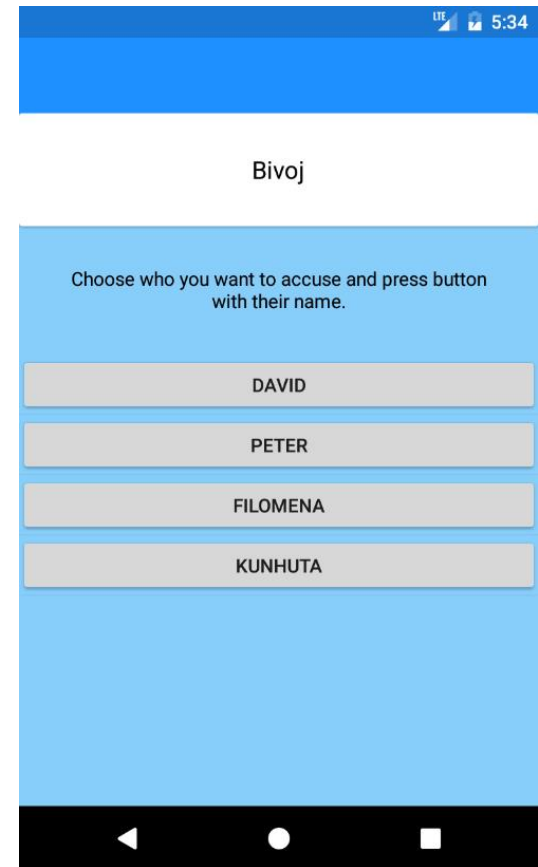 LTE 5:34
Bivoj
Choose who you want to accuse and press button
with their name.
DAVID
PETER
FILOMENA
KUNHUTA